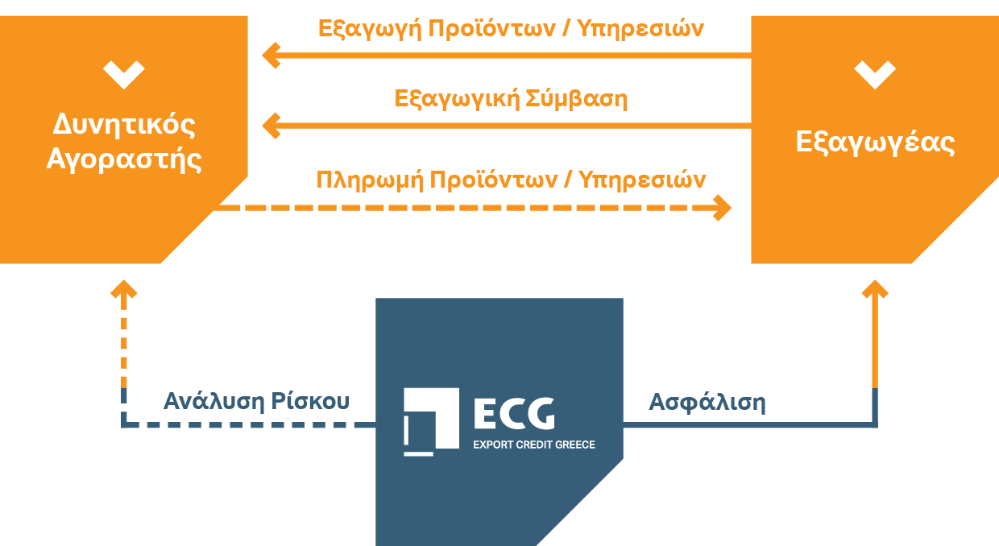 Εξαγωγή Προϊόντων / Υπηρεσιών
Εξαγωγική Σύμβαση
Δυνητικός
Αγοραστής
Εξαγωγέας
Πληρωμή Προϊόντων / Υπηρεσιών
Ανάλυση Ρίσκου
Ασφάλιση
ECG
EXPORT CREDIT GREECE